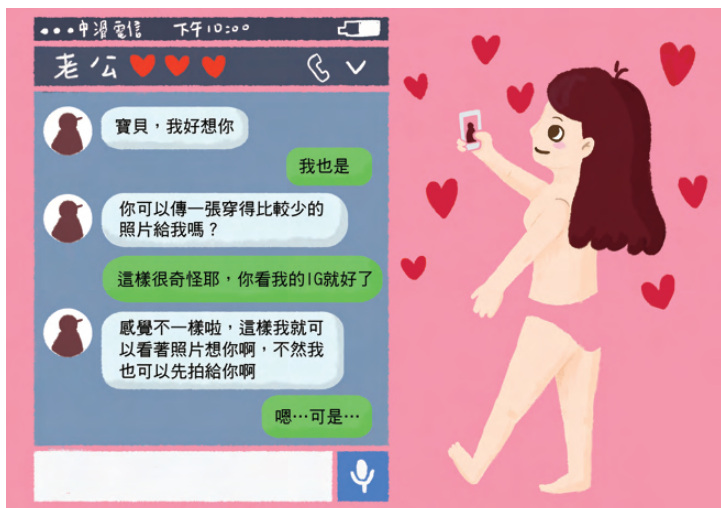 中滑電信 下午10:00
老公
寶貝，我好想你
我也是
你可以傳一張穿得比較少的
照片給我嗎？
這樣很奇怪耶，你看我的IG就好了
感覺不一樣啦，這樣我就可
以看著照片想你啊，不然我
也可以先拍給你啊
嗯…可是…